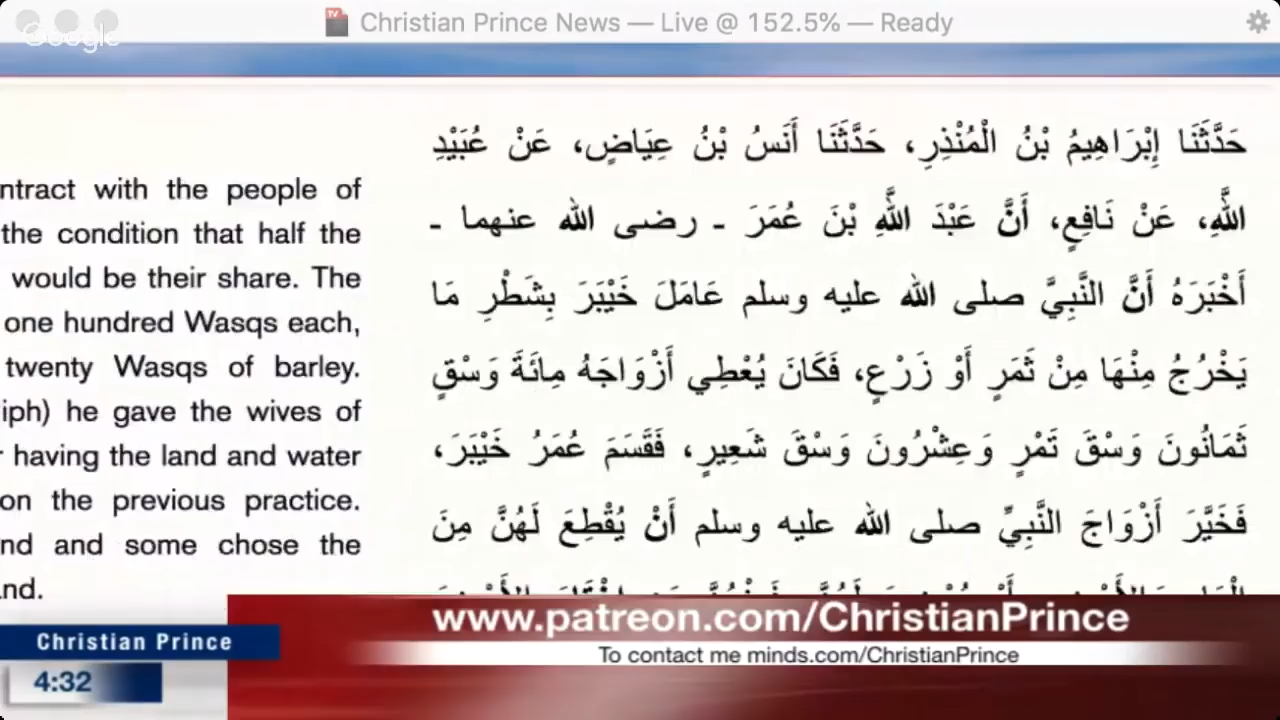 Christian Prince News — Live @ 152.5% — Ready
Google
ntract with the people of
the condition that half the
would be their share. The
one hundred Wasqs each,
twenty Wasqs of barley.
iph) he gave the wives of
having the land and water
on the previous practice.
nd and some chose the
nd.
حَدَّثَنَا إِبْرَاهِيمُ بْنُ الْمُنْذِرِ، حَدَّثَنَا أَنَسُ بْنُ عِيَاضٍ، عَنْ عُبَيْدِ
اللَّهِ، عَنْ نَافِعٍ، أَنَّ عَبْدَ اللَّهِ بْنَ عُمَرَ ـ رضى الله عنهما ـ
أَخْبَرَهُ أَنَّ النَّبِيَّ صلى الله عليه وسلم عَامَلَ خَيْبَرَ بِشَطْرِ مَا
يَخْرُجُ مِنْهَا مِنْ ثَمَرٍ أَوْ زَرْعٍ، فَكَانَ يُعْطِي أَزْوَاجَهُ مِائَةَ وَسْقٍ
ثَمَانُونَ وَسْقَ تَمْرٍ وَعِشْرُونَ وَسْقَ شَعِيرٍ، فَقَسَمَ عُمَرُ خَيْبَرَ،
فَخَيَّرَ أَزْوَاجَ النَّبِيِّ صلى الله عليه وسلم أَنْ يُقْطِعَ لَهُنَّ مِنَ
www.patreon.com/ChristianPrince
To contact me minds.com/ChristianPrince
Christian Prince
4:32